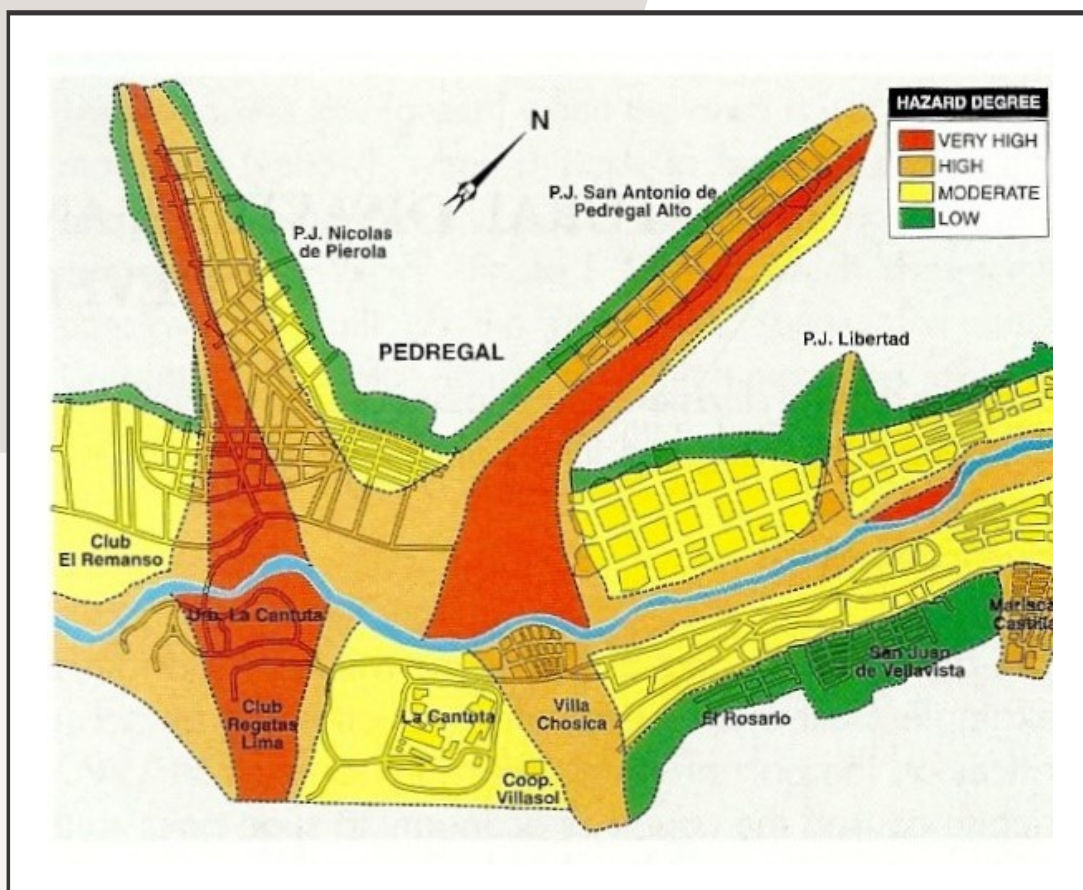 HAZARD DEGREE
VERY HIGH
HIGH
MODERATE
LOW
N
P.J. San Antonio de
Pedregal Alto
P.J. Nicolas
de Pierola
PEDREGAL
P.J. Libertad
Club
El Remanso
Urb. La Cantuta
Marisca
Castilla
San Juan
de Vellavista
Club
Regatas
Lima
La Cantuta
Villa
Chosica
El Rosario
Coop.
Villasol